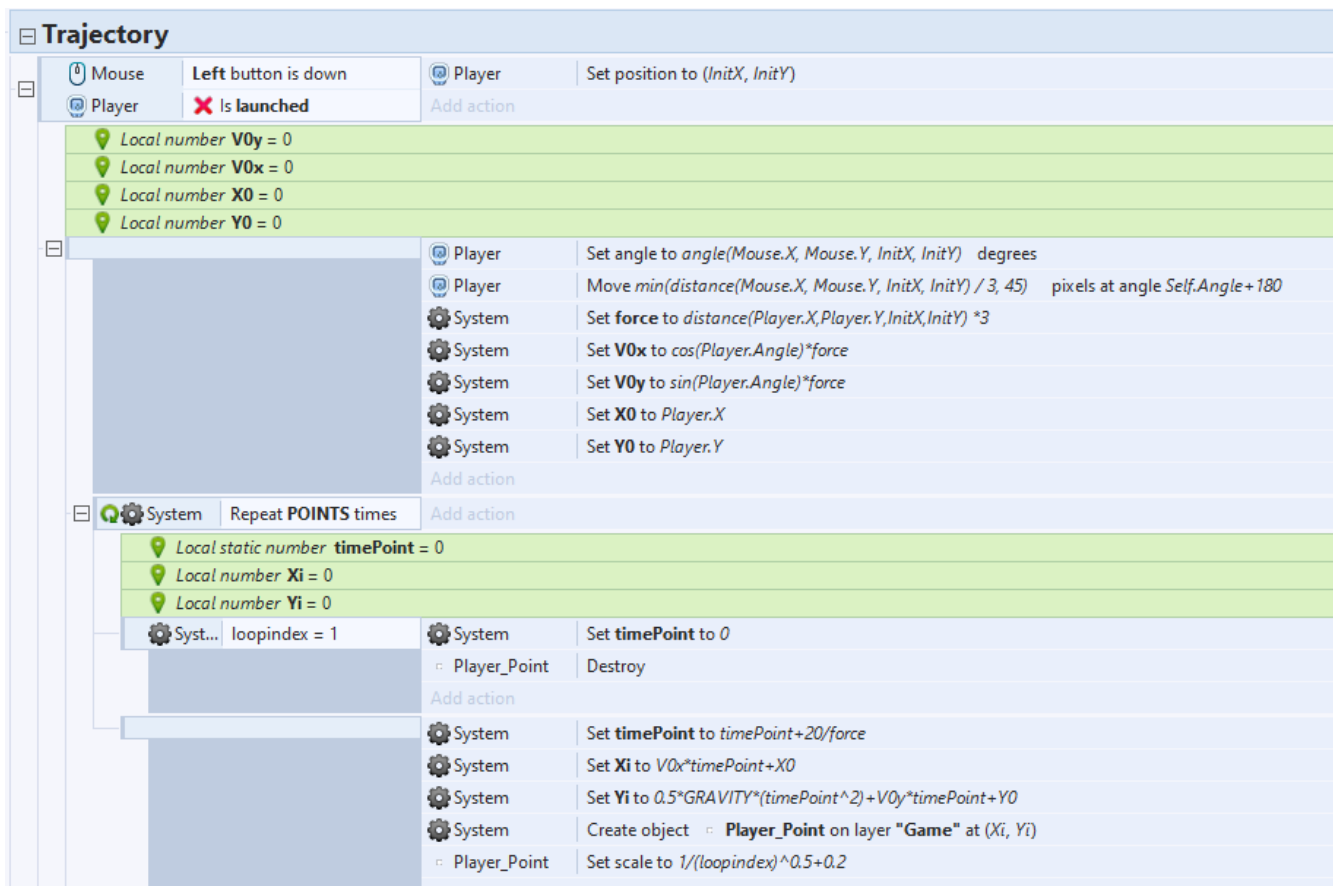 Trajectory
Mouse Left button is down Player Set position to (InitX, InitY)
Player Is launched Add action
Local number V0y = 0
Local number V0x = 0
Local number X0 = 0
Local number Y0 = 0
Player Set angle to angle(Mouse.X, Mouse.Y, InitX, InitY) degrees
Player Move min(distance(Mouse.X, Mouse.Y, InitX, InitY) / 3, 45) pixels at angle Self.Angle+180
System Set force to distance(Player.X,Player.Y,InitX,InitY) *3
System Set V0x to cos(Player.Angle)*force
System Set V0y to sin(Player.Angle)*force
System Set X0 to Player.X
System Set Y0 to Player.Y
Add action
System Repeat POINTS times Add action
Local static number timePoint = 0
Local number Xi = 0
Local number Yi = 0
Syst... loopindex = 1 System Set timePoint to 0
Player_Point Destroy
Add action
System Set timePoint to timePoint+20/force
System Set Xi to V0x*timePoint+X0
System Set Yi to 0.5*GRAVITY*(timePoint^2)+V0y*timePoint+Y0
System Create object Player_Point on layer "Game" at (Xi, Yi)
Player_Point Set scale to 1/(loopindex)^0.5+0.2